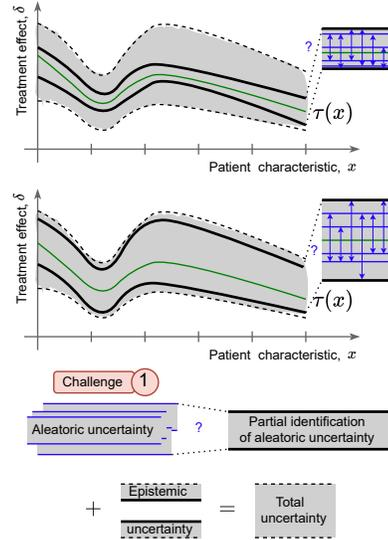 Treatment effect, δ
?
τ(x)
Patient characteristic, x
Treatment effect, δ
?
τ(x)
Patient characteristic, x
Challenge 1
Aleatoric uncertainty
?
Partial identification
of aleatoric uncertainty
+
Epistemic
uncertainty
=
Total
uncertainty